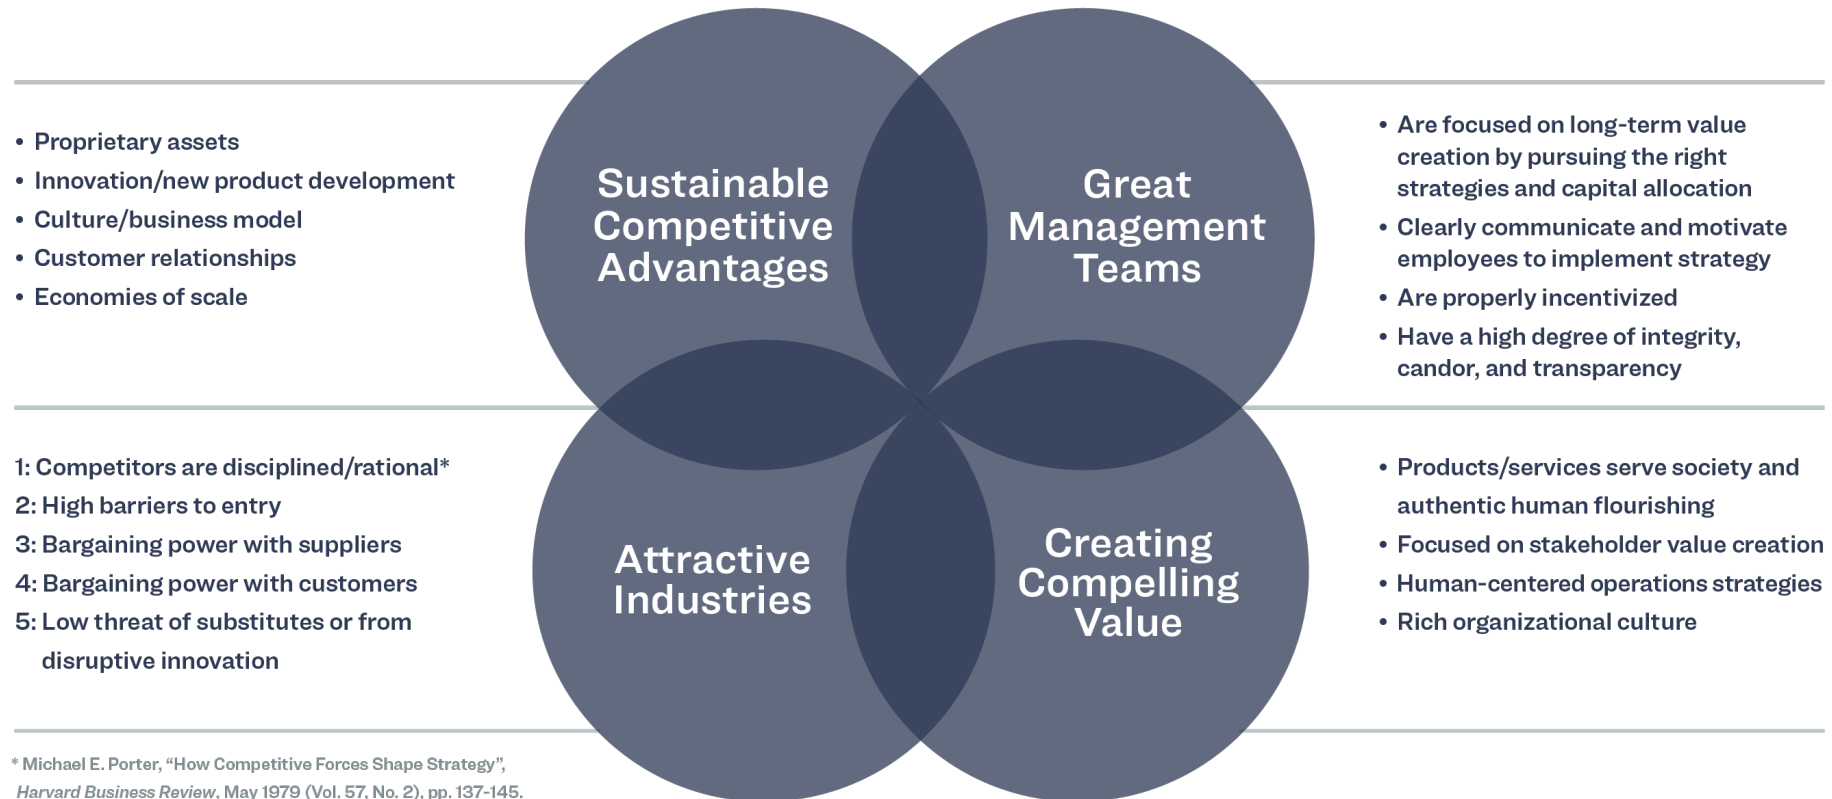 • Proprietary assets
• Innovation/new product development
• Culture/business model
• Customer relationships
• Economies of scale
Sustainable
Competitive
Advantages
Great
Management
Teams
• Are focused on long-term value
creation by pursuing the right
strategies and capital allocation
• Clearly communicate and motivate
employees to implement strategy
• Are properly incentivized
• Have a high degree of integrity,
candor, and transparency
1: Competitors are disciplined/rational*
2: High barriers to entry
3: Bargaining power with suppliers
4: Bargaining power with customers
5: Low threat of substitutes or from
disruptive innovation
Attractive
Industries
Creating
Compelling
Value
• Products/services serve society and
authentic human flourishing
• Focused on stakeholder value creation
• Human-centered operations strategies
• Rich organizational culture
* Michael E. Porter, “How Competitive Forces Shape Strategy”,
Harvard Business Review, May 1979 (Vol. 57, No. 2), pp. 137-145.